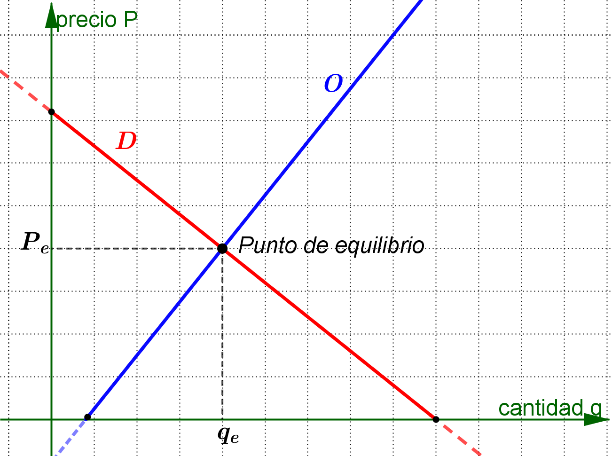 precio P
O
D
Pₑ
Punto de equilibrio
cantidad q
qₑ